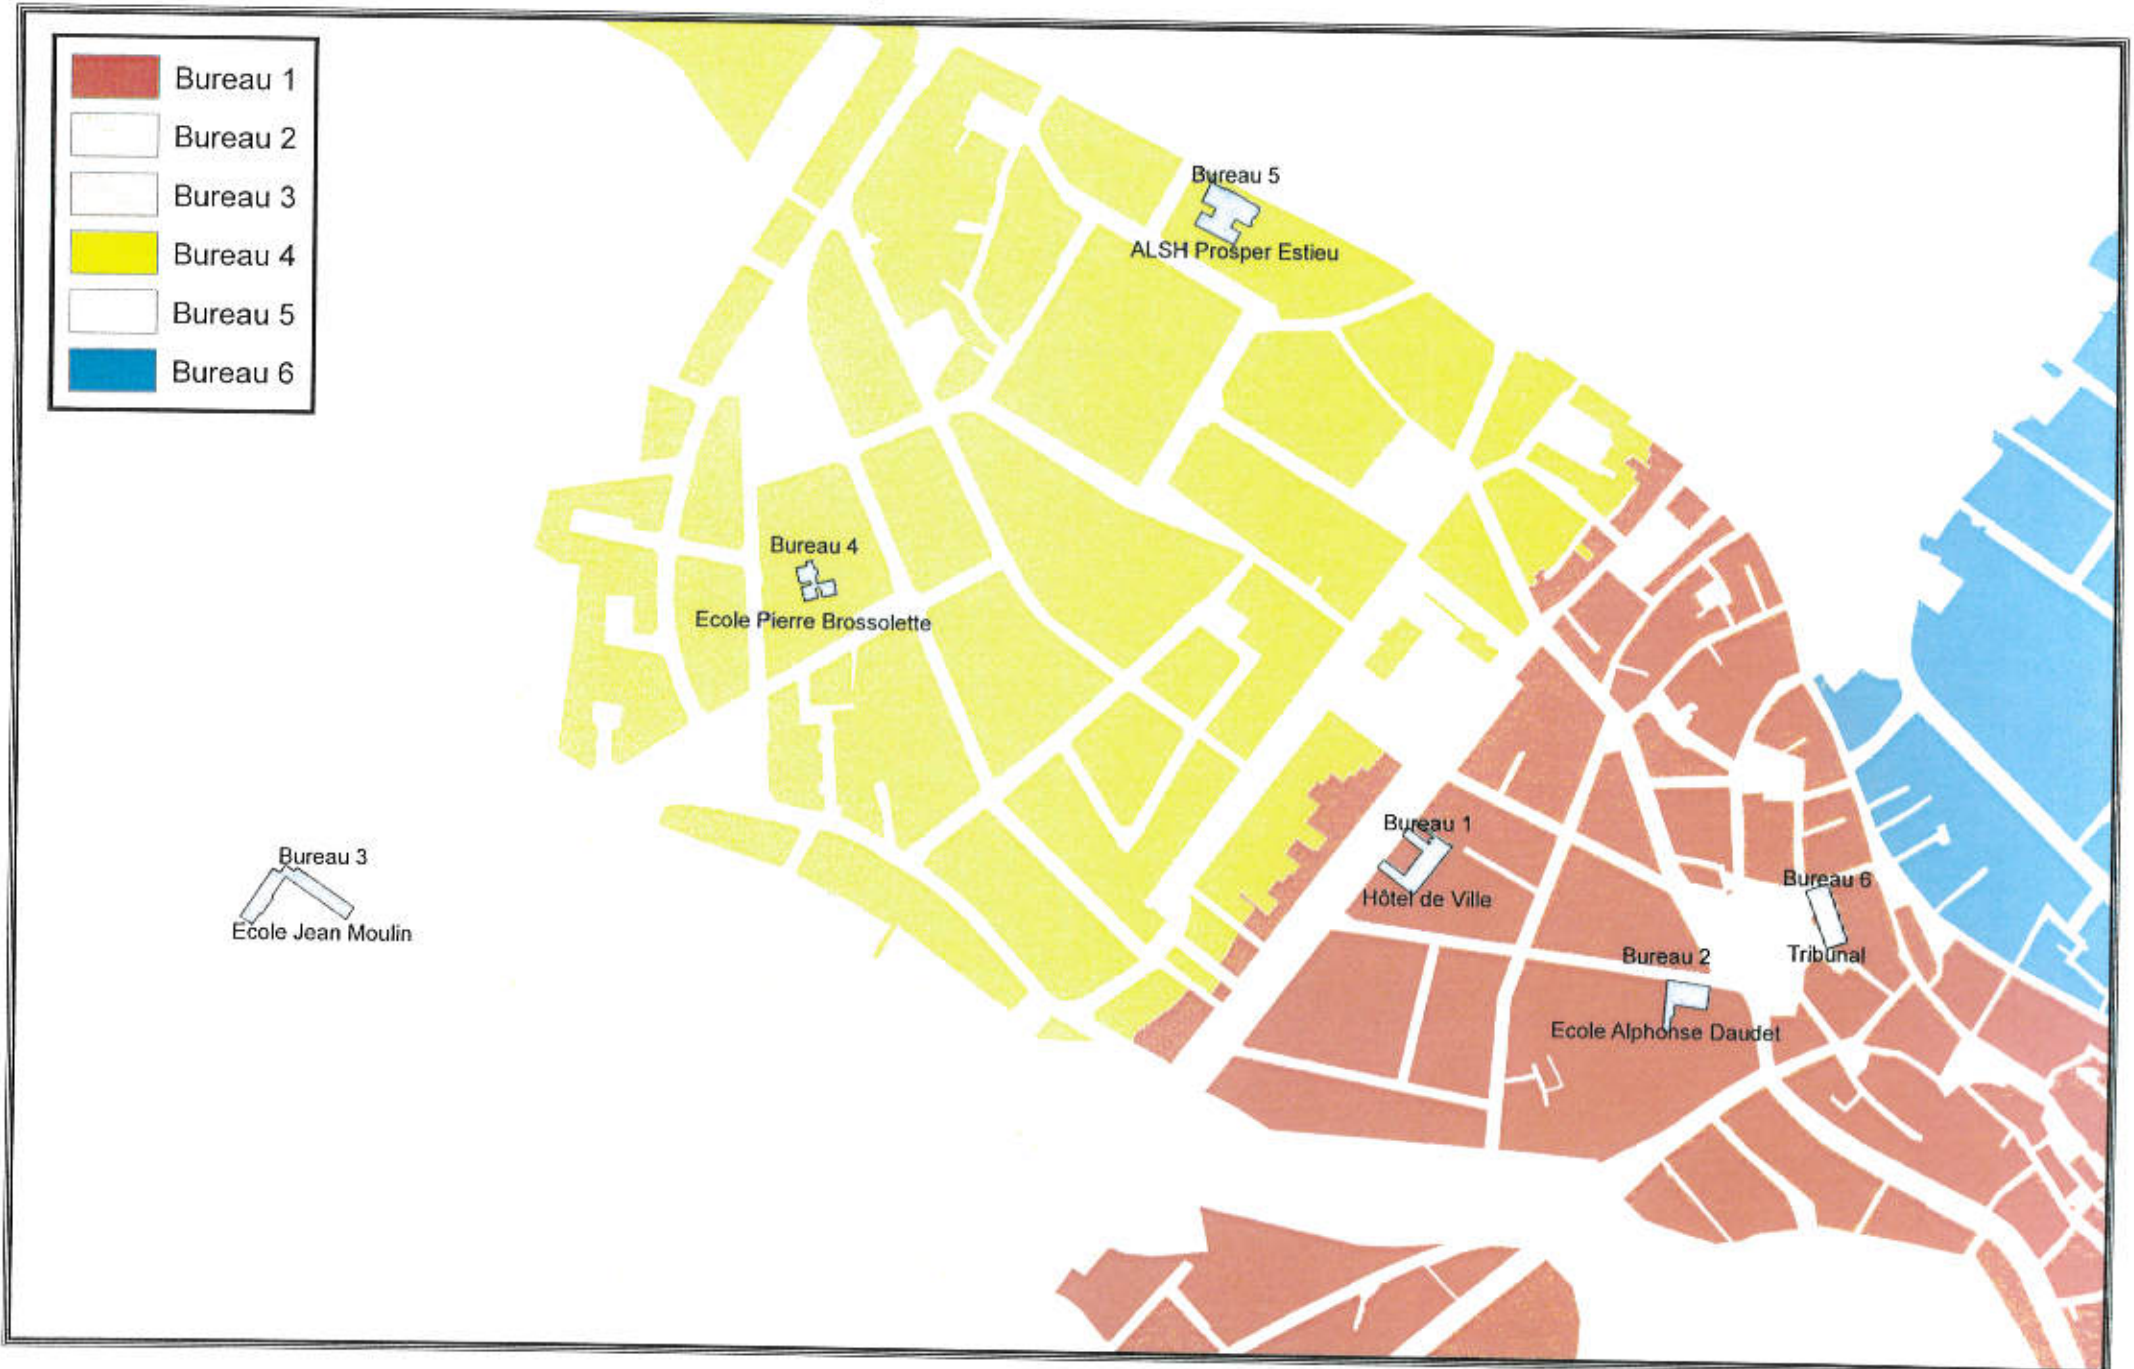 Bureau 1
Bureau 2
Bureau 3
Bureau 4
Bureau 5
Bureau 6
Bureau 5
ALSH Prosper Estieu
Bureau 4
Ecole Pierre Brossolette
Bureau 1
Hôtel de Ville
Bureau 3
Ecole Jean Moulin
Bureau 6
Tribunal
Bureau 2
Ecole Alphonse Daudet